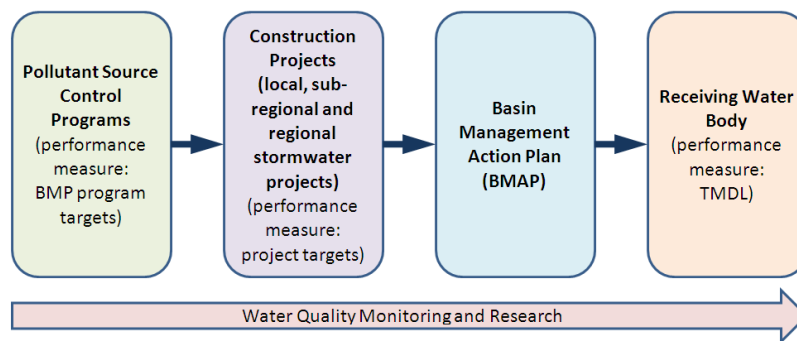 Pollutant Source
Control
Programs
(performance
measure:
BMP program
targets)
Construction
Projects
(local, sub-
regional and
regional
stormwater
projects)
(performance
measure:
project targets)
Basin
Management
Action Plan
(BMAP)
Receiving Water
Body
(performance
measure:
TMDL)
Water Quality Monitoring and Research